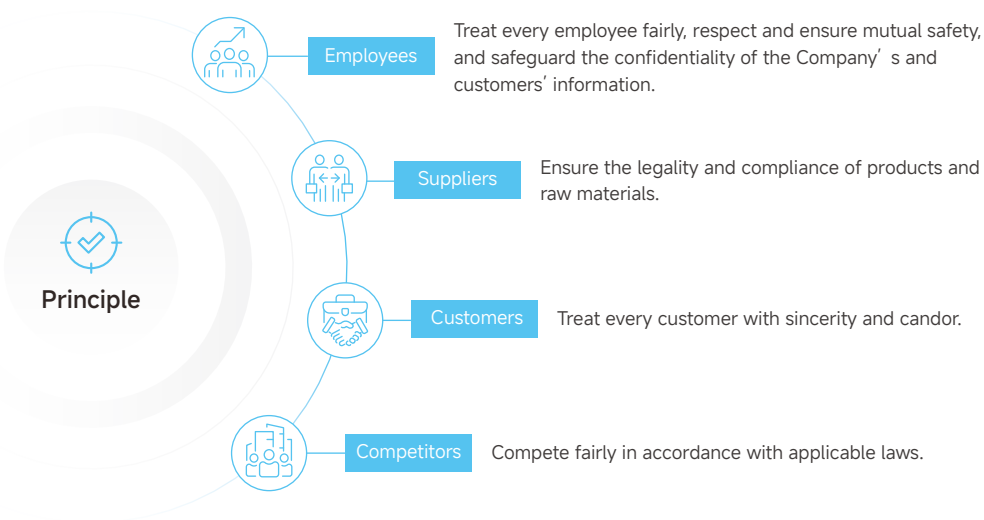 Principle
Employees
Treat every employee fairly, respect and ensure mutual safety,
and safeguard the confidentiality of the Company′ s and
customers′ information.
Suppliers
Ensure the legality and compliance of products and
raw materials.
Customers
Treat every customer with sincerity and candor.
Competitors
Compete fairly in accordance with applicable laws.